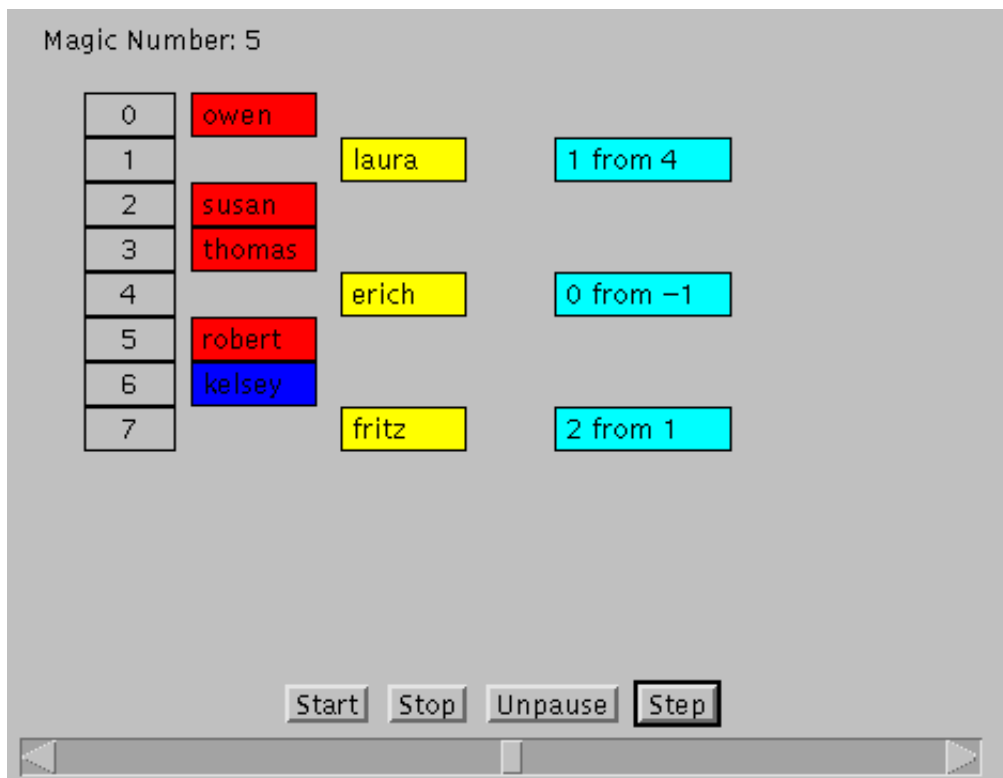 Magic Number: 5
0 owen
1 laura 1 from 4
2 susan
3 thomas
4 erich 0 from −1
5 robert
6 kelsey
7 fritz 2 from 1
Start Stop Unpause Step